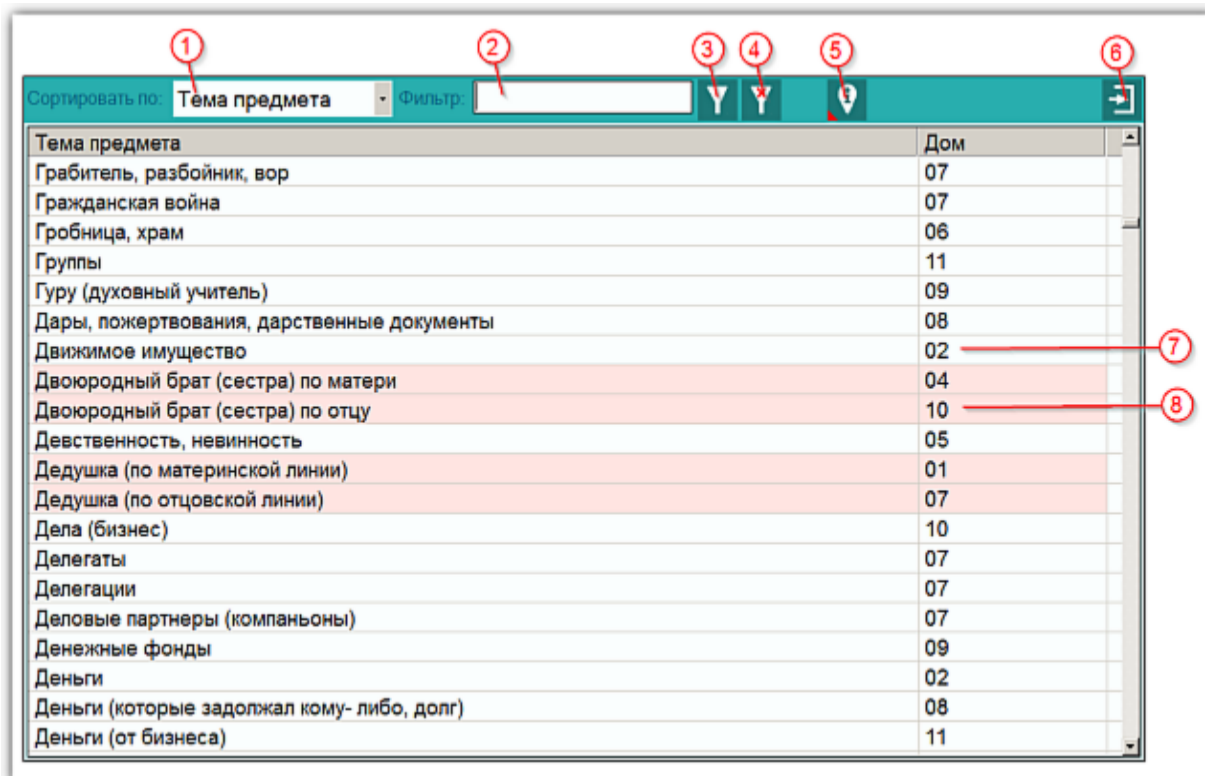 1 2 3 4 5 6
Сортировать по: Тема предмета Фильтр:
Тема предмета Дом
Грабитель, разбойник, вор 07
Гражданская война 07
Гробница, храм 06
Группы 11
Гуру (духовный учитель) 09
Дары, пожертвования, дарственные документы 08
Движимое имущество 02 7
Двоюродный брат (сестра) по матери 04
Двоюродный брат (сестра) по отцу 10 8
Девственность, невинность 05
Дедушка (по материнской линии) 01
Дедушка (по отцовской линии) 07
Дела (бизнес) 10
Делегаты 07
Делегации 07
Деловые партнеры (компаньоны) 07
Денежные фонды 09
Деньги 02
Деньги (которые задолжал кому- либо, долг) 08
Деньги (от бизнеса) 11